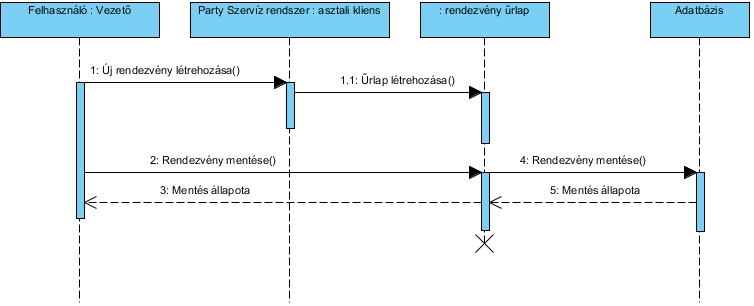 Felhasználó : Vezető
Party Szervíz rendszer : asztali kliens
: rendezvény űrlap
Adatbázis
1: Új rendezvény létrehozása()
1.1: Űrlap létrehozása()
2: Rendezvény mentése()
4: Rendezvény mentése()
3: Mentés állapota
5: Mentés állapota